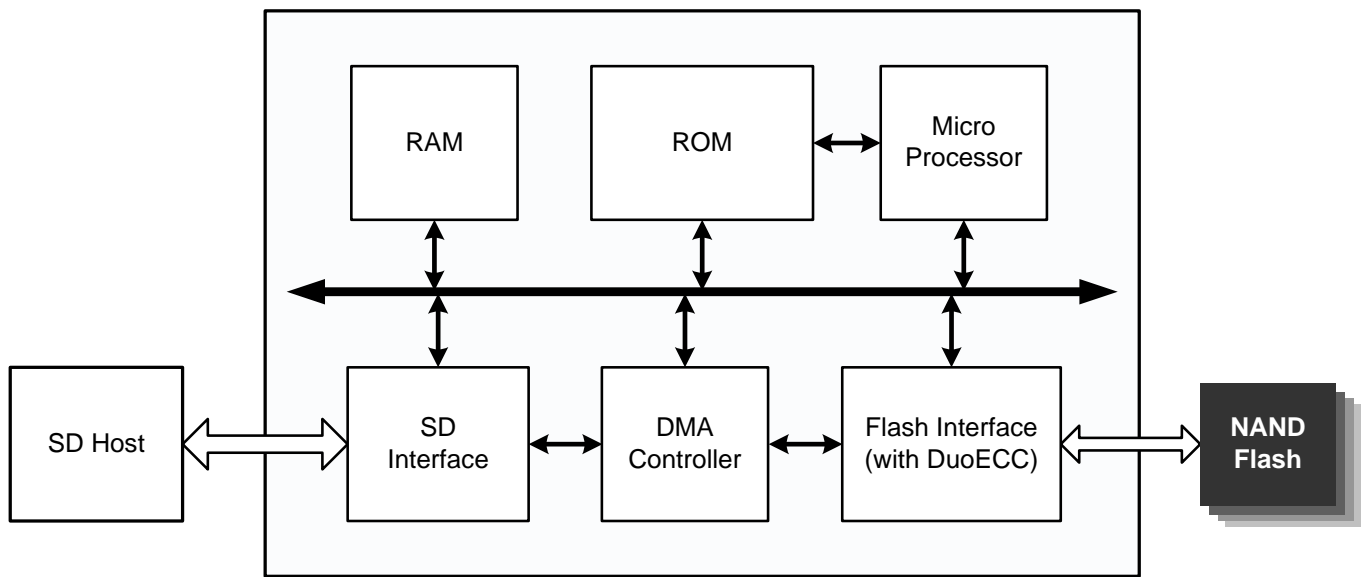 RAM
ROM
Micro
Processor
SD Host
SD
Interface
DMA
Controller
Flash Interface
(with DuoECC)
NAND
Flash